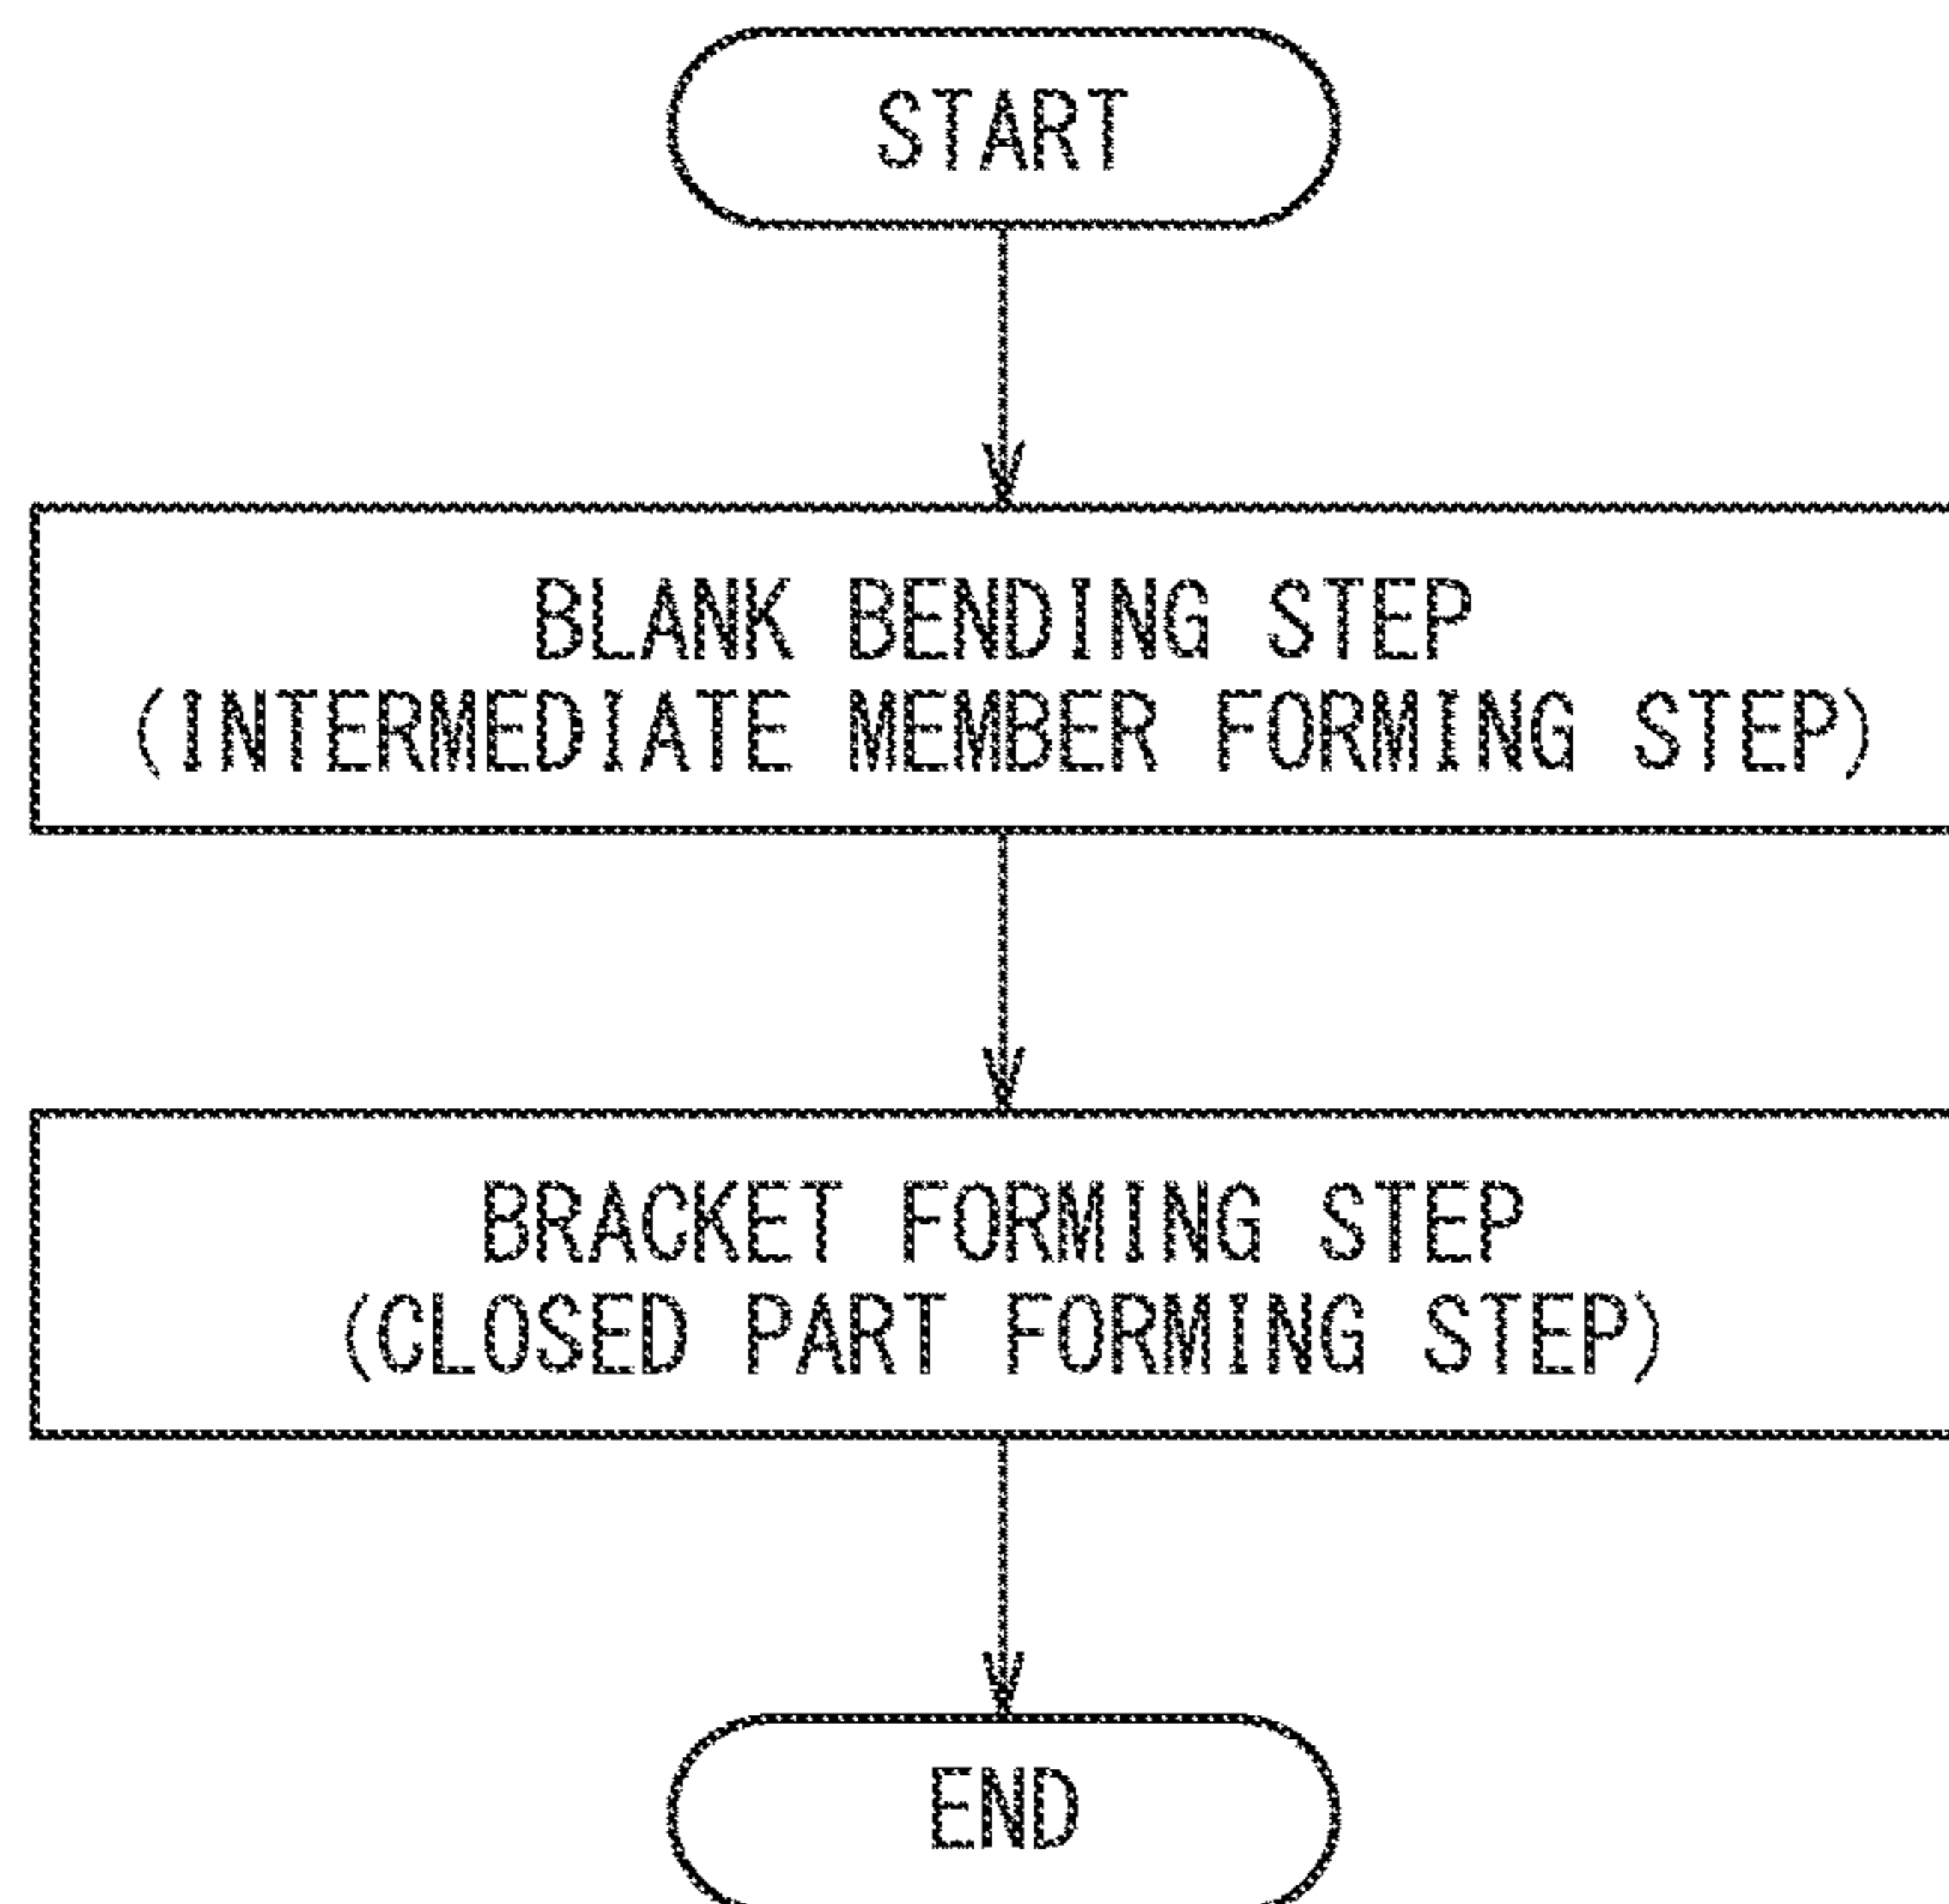 START
BLANK BENDING STEP
(INTERMEDIATE MEMBER FORMING STEP)
BRACKET FORMING STEP
(CLOSED PART FORMING STEP)
END